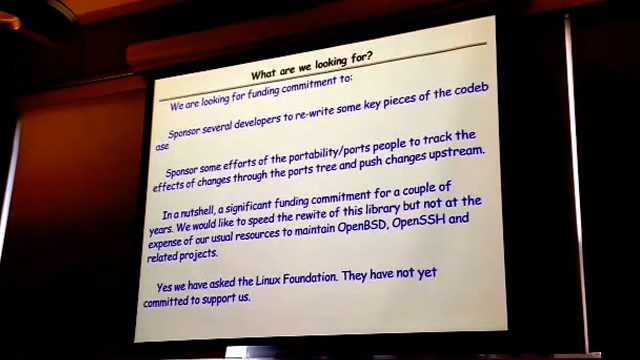 What are we looking for?
We are looking for funding commitment to:
Sponsor several developers to re-write some key pieces of the codeb
ase
Sponsor some efforts of the portability/ports people to track the
effects of changes through the ports tree and push changes upstream.
In a nutshell, a significant funding commitment for a couple of
years. We would like to speed the rewite of this library but not at the
expense of our usual resources to maintain OpenBSD, OpenSSH and
related projects.
Yes we have asked the Linux Foundation. They have not yet
committed to support us.